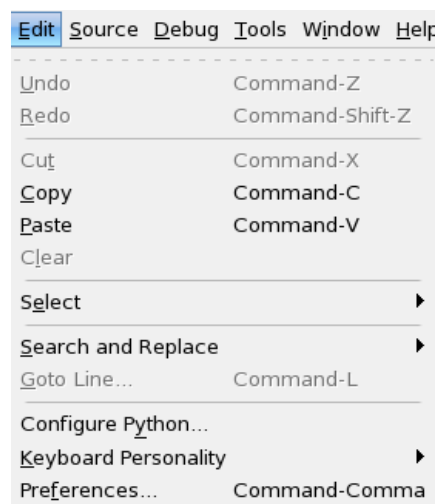 Edit Source Debug Tools Window Help
Undo Command-Z
Redo Command-Shift-Z
Cut Command-X
Copy Command-C
Paste Command-V
Clear
Select
Search and Replace
Goto Line... Command-L
Configure Python...
Keyboard Personality
Preferences... Command-Comma